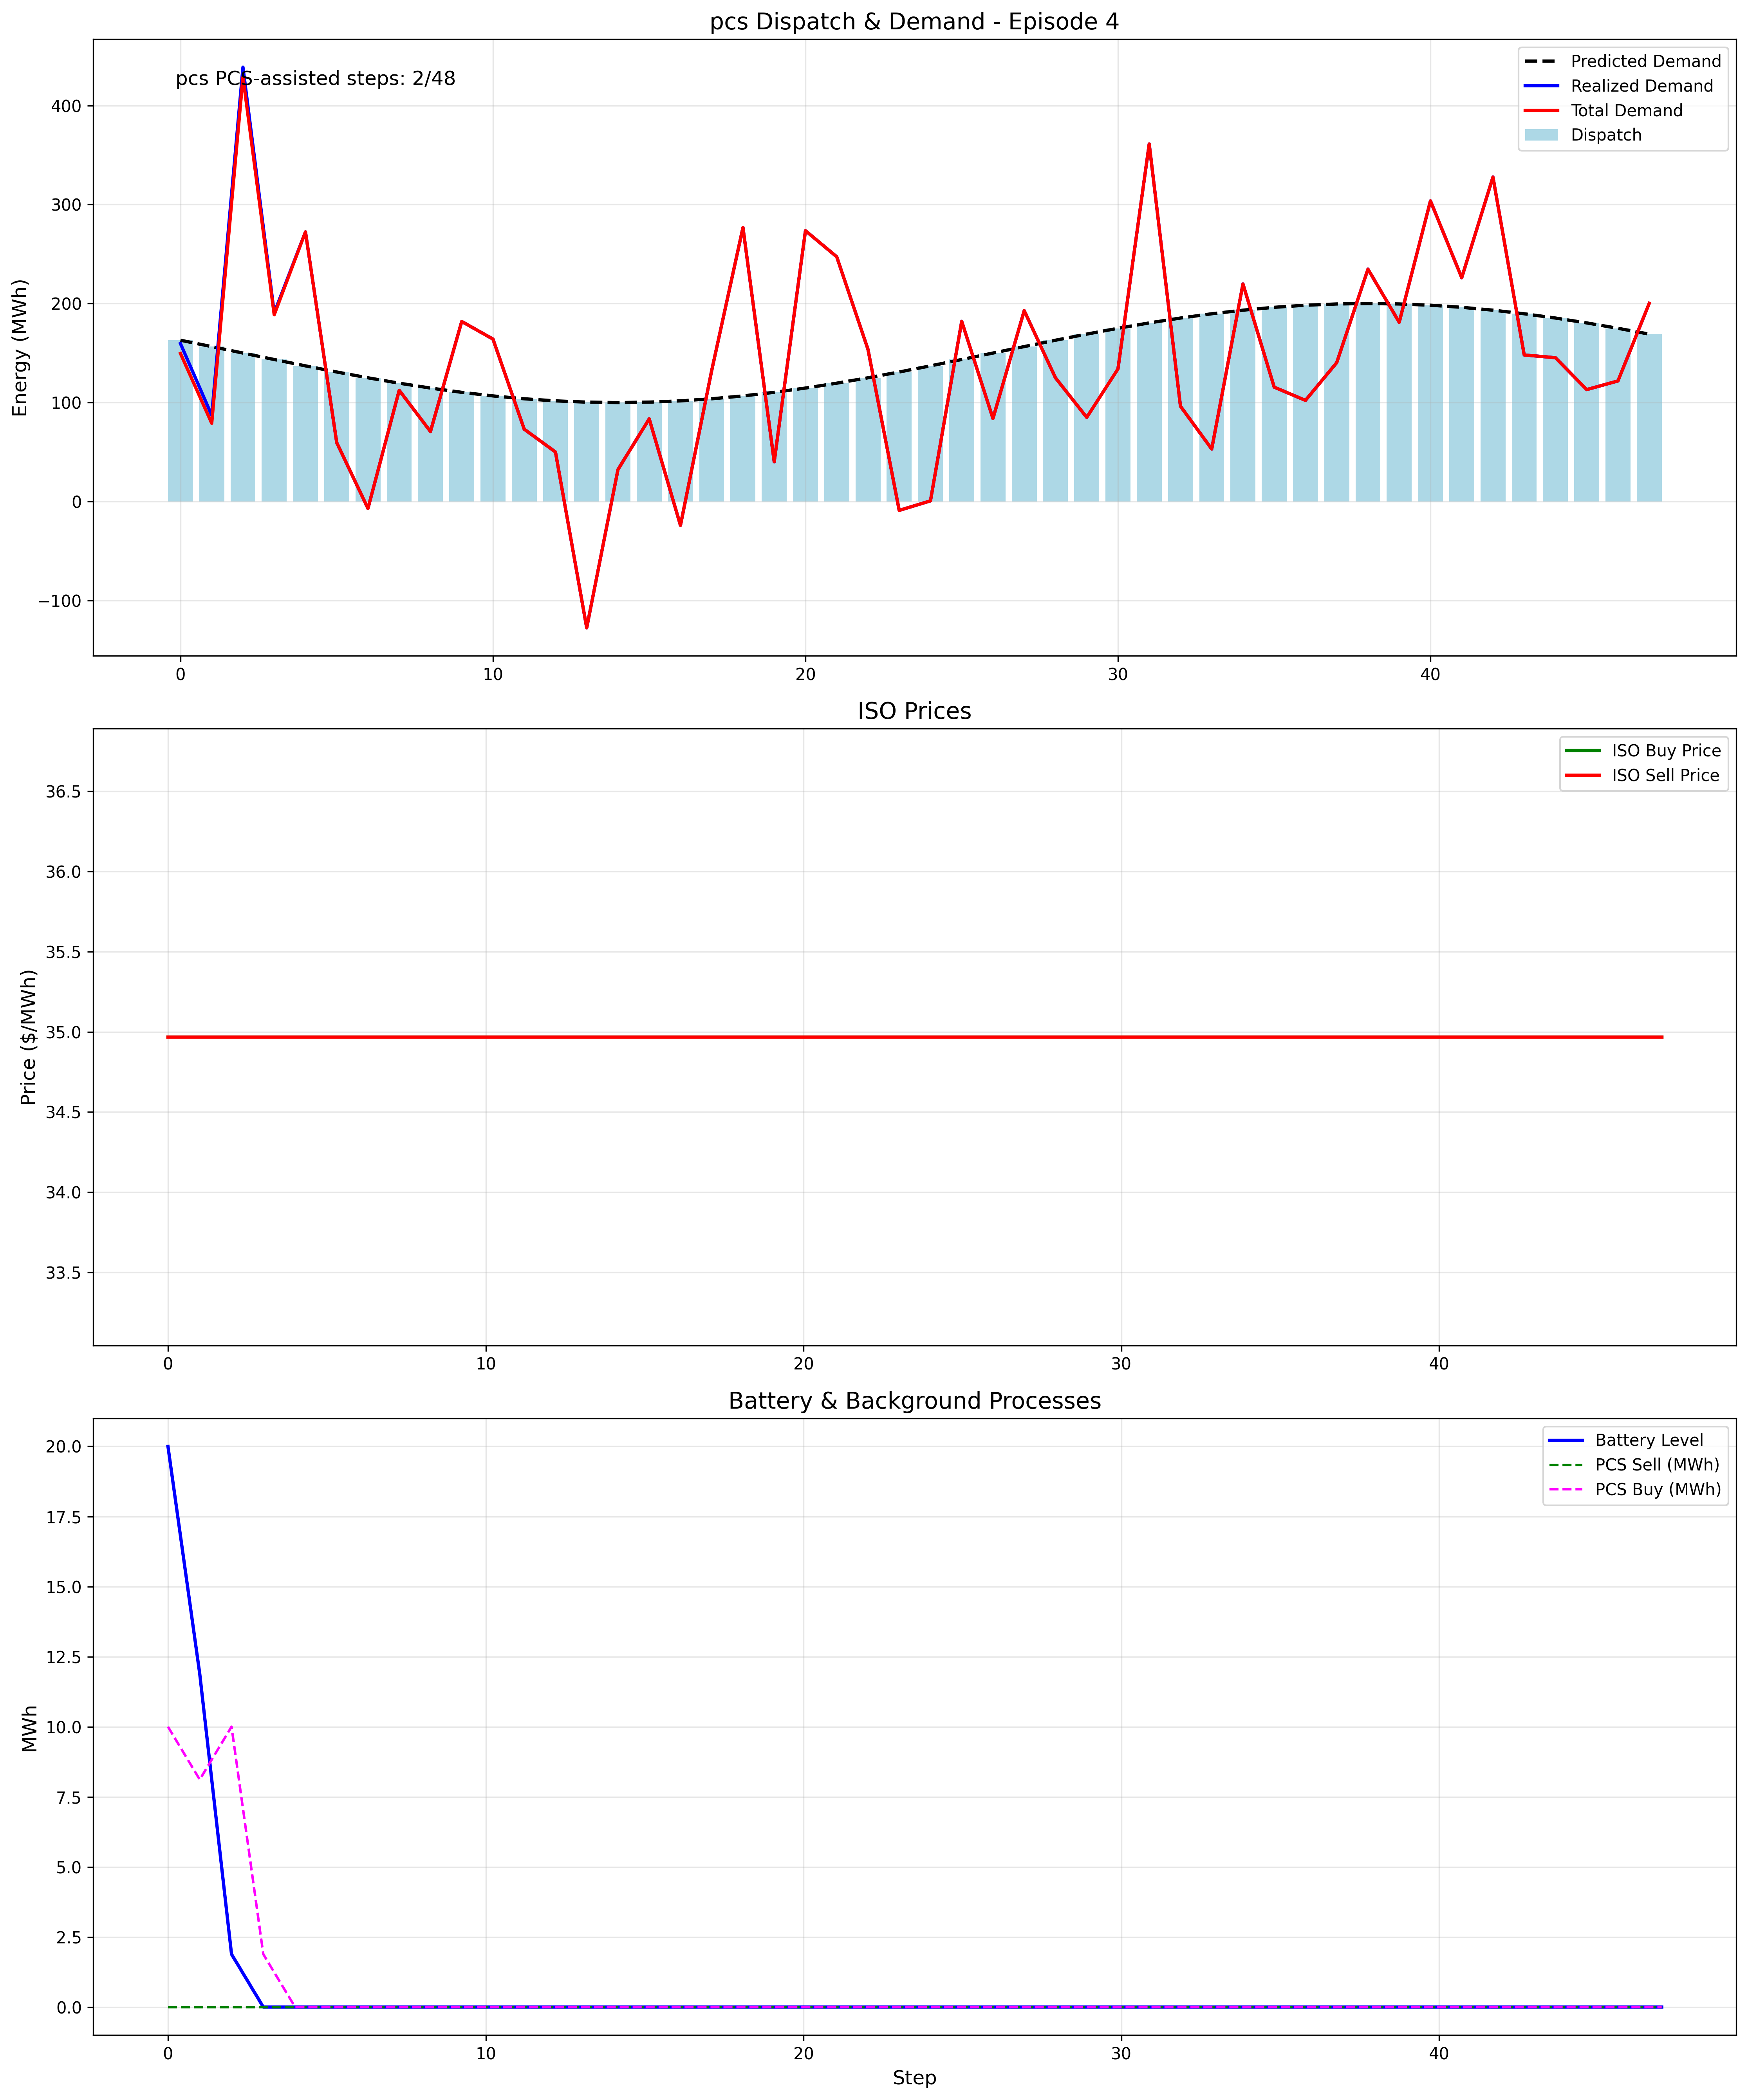 pcs Dispatch & Demand - Episode 4
pcs PCS-assisted steps: 2/48
Predicted Demand
Realized Demand
Total Demand
Dispatch
Energy (MWh)
400
300
200
100
0
−100
0 10 20 30 40
ISO Prices
ISO Buy Price
ISO Sell Price
Price ($/MWh)
36.5
36.0
35.5
35.0
34.5
34.0
33.5
0 10 20 30 40
Battery & Background Processes
Battery Level
PCS Sell (MWh)
PCS Buy (MWh)
MWh
20.0
17.5
15.0
12.5
10.0
7.5
5.0
2.5
0.0
0 10 20 30 40
Step